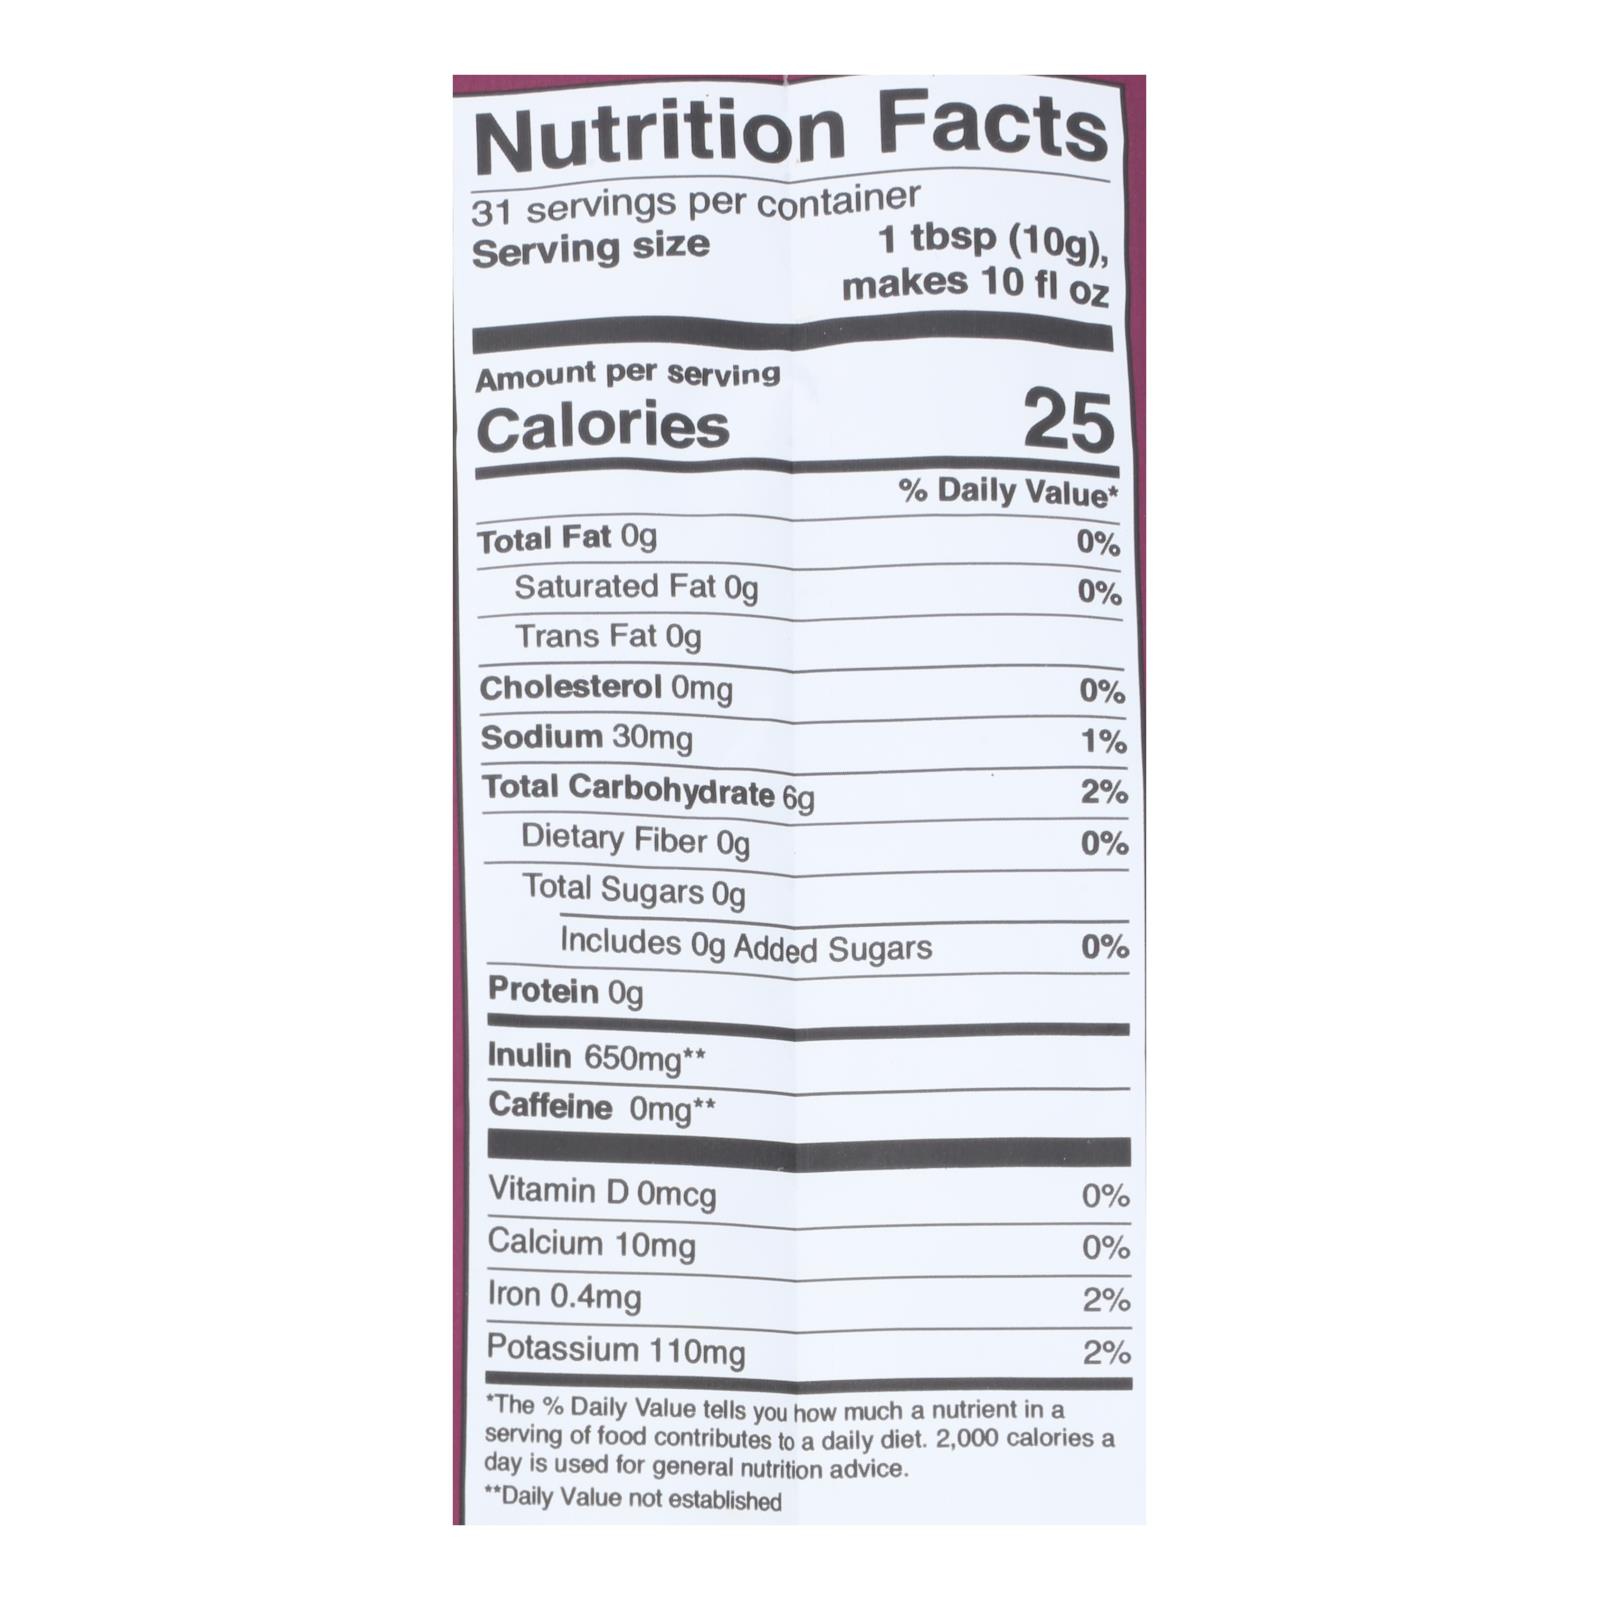 Nutrition Facts
31 servings per container
Serving size 1 tbsp (10g),
makes 10 fl oz
Amount per serving
Calories 25
% Daily Value*
Total Fat 0g 0%
Saturated Fat 0g 0%
Trans Fat 0g
Cholesterol 0mg 0%
Sodium 30mg 1%
Total Carbohydrate 6g 2%
Dietary Fiber 0g 0%
Total Sugars 0g
Includes 0g Added Sugars 0%
Protein 0g
Inulin 650mg**
Caffeine 0mg**
Vitamin D 0mcg 0%
Calcium 10mg 0%
Iron 0.4mg 2%
Potassium 110mg 2%
*The % Daily Value tells you how much a nutrient in a
serving of food contributes to a daily diet. 2,000 calories a
day is used for general nutrition advice.
**Daily Value not established